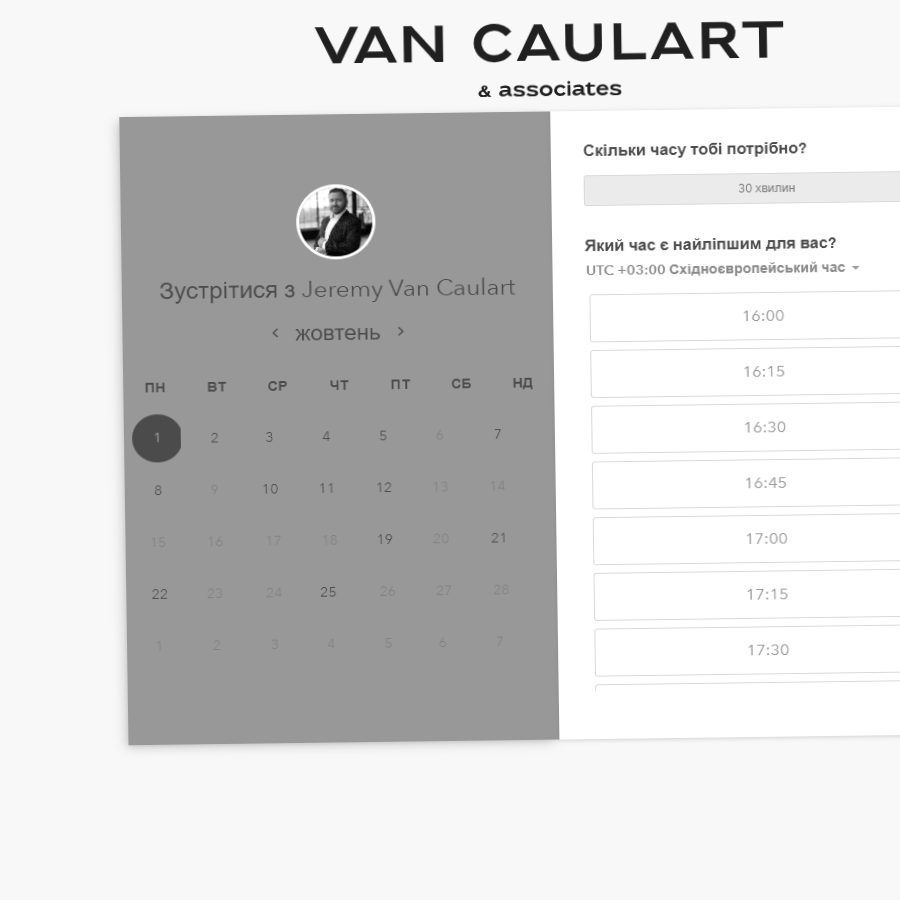 VAN CAULART
& associates
Зустрітися з Jeremy Van Caulart
жовтень
ПН ВТ СР ЧТ ПТ СБ НД
1 2 3 4 5 6 7
8 9 10 11 12 13 14
15 16 17 18 19 20 21
22 23 24 25 26 27 28
1 2 3 4 5 6 7
Скільки часу тобі потрібно?
30 хвилин
Який час є найліпшим для вас?
UTC +03:00 Східноєвропейський час
16:00
16:15
16:30
16:45
17:00
17:15
17:30